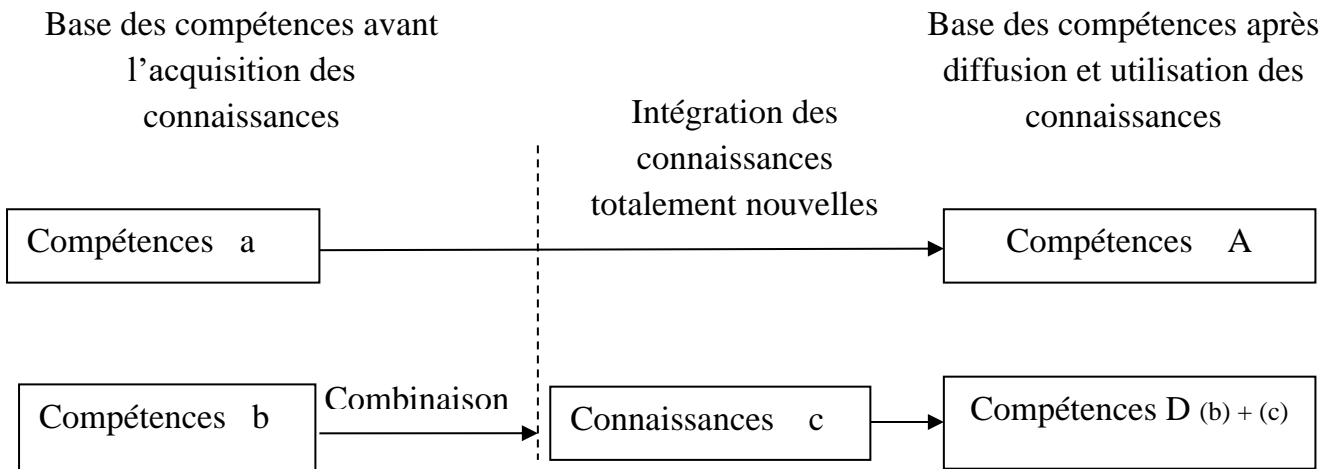 Base des compétences avant
l’acquisition des
connaissances
Intégration des
connaissances
totalement nouvelles
Base des compétences après
diffusion et utilisation des
connaissances
Compétences a
Compétences A
Compétences b
Combinaison
Connaissances c
Compétences D (b) + (c)